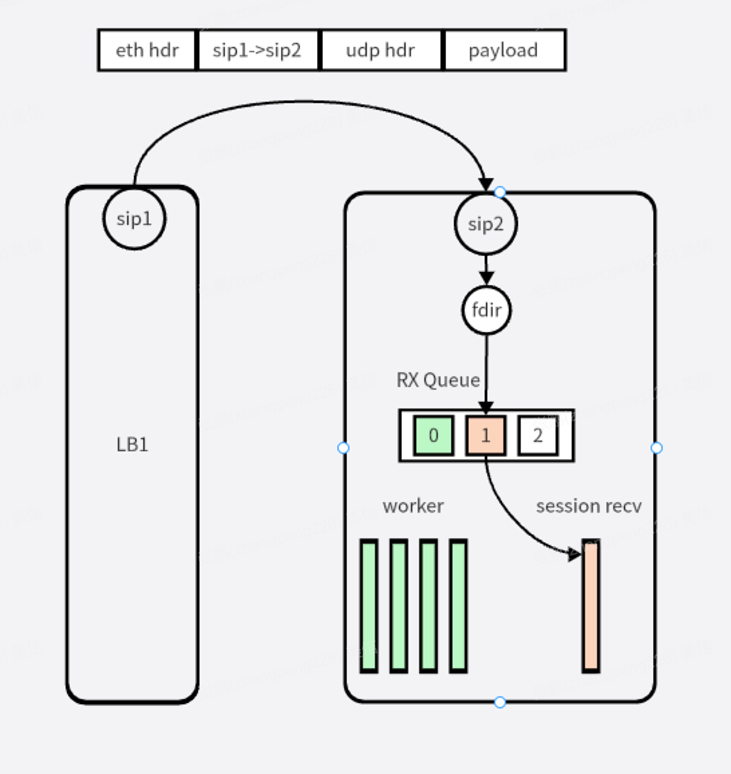 eth hdr sip1->sip2 udp hdr payload
sip1
sip2
fdir
RX Queue
0 1 2
LB1
worker session recv